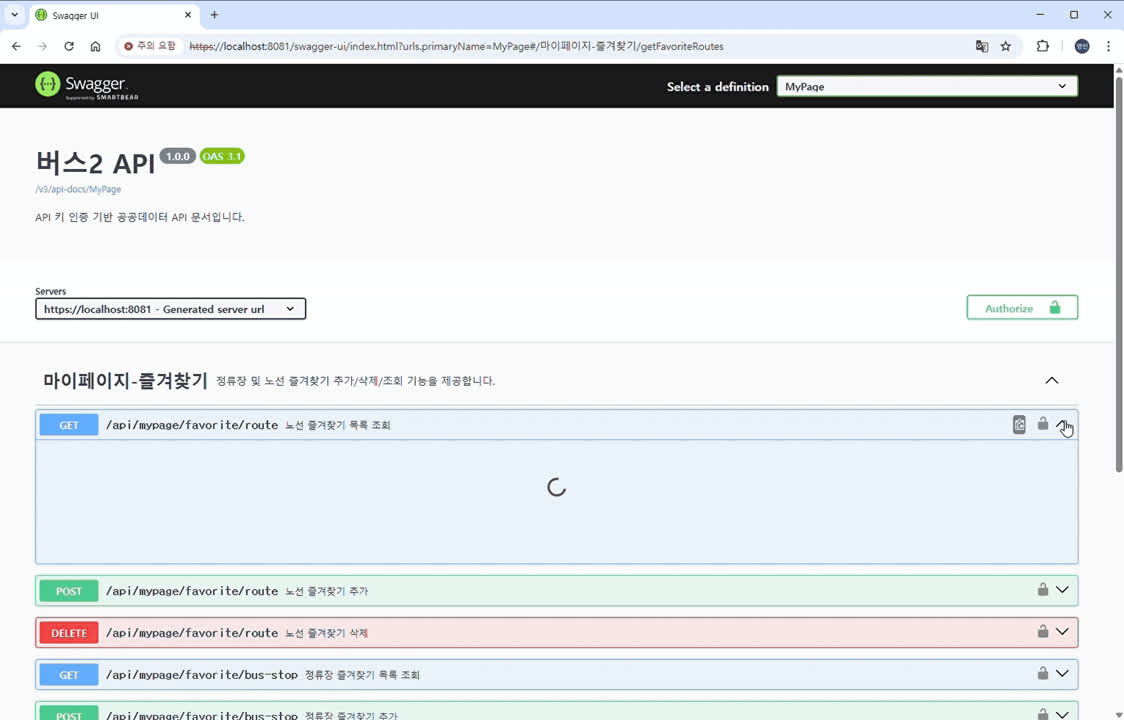 Swagger UI
주의 요함
https://localhost:8081/swagger-ui/index.html?urls.primaryName=MyPage#/마이페이지-즐겨찾기/getFavoriteRoutes
Swagger.
Supported by SMARTBEAR
Select a definition
MyPage
버스2 API 1.0.0 OAS 3.1
/v3/api-docs/MyPage
API 키 인증 기반 공공데이터 API 문서입니다.
Servers
https://localhost:8081 - Generated server url
Authorize
마이페이지-즐겨찾기 정류장 및 노선 즐겨찾기 추가/삭제/조회 기능을 제공합니다.
GET /api/mypage/favorite/route 노선 즐겨찾기 목록 조회
POST /api/mypage/favorite/route 노선 즐겨찾기 추가
DELETE /api/mypage/favorite/route 노선 즐겨찾기 삭제
GET /api/mypage/favorite/bus-stop 정류장 즐겨찾기 목록 조회
POST /api/mypage/favorite/bus-stop 정류장 즐겨찾기 추가